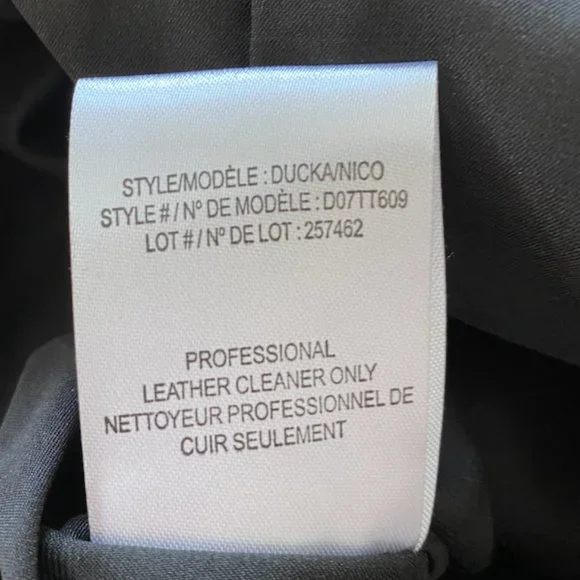 STYLE/MODÈLE : DUCKA/NICO
STYLE # / Nº DE MODÈLE : D07TT609
LOT # / Nº DE LOT : 257462
PROFESSIONAL
LEATHER CLEANER ONLY
NETTOYEUR PROFESSIONNEL DE
CUIR SEULEMENT